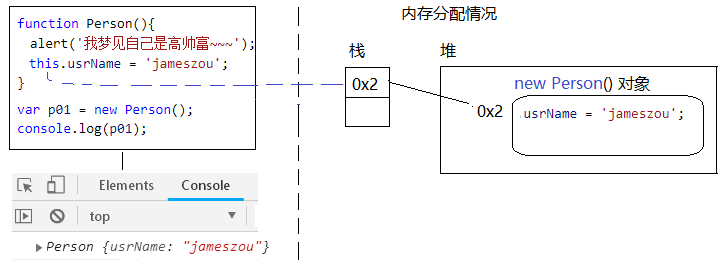 function Person(){
alert('我梦见自己是高帅富~~~');
this.usrName = 'jameszou';
}
var p01 = new Person();
console.log(p01);
Elements Console
top
Person {usrName: "jameszou"}
内存分配情况
栈 堆
0x2
new Person() 对象
0x2
.usrName = 'jameszou';